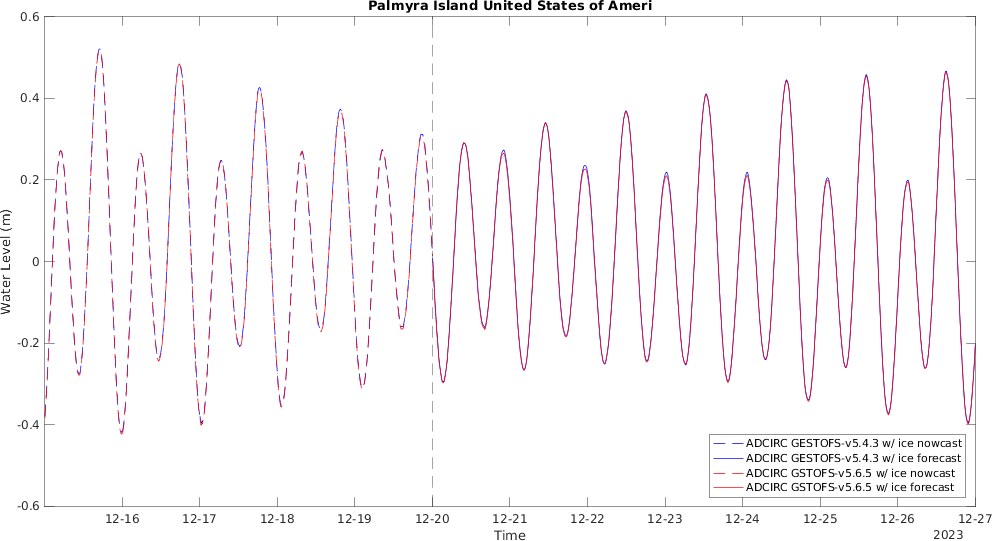 Palmyra Island United States of Ameri
0.6
0.4
0.2
0
-0.2
-0.4
-0.6
Water Level (m)
12-16 12-17 12-18 12-19 12-20 12-21 12-22 12-23 12-24 12-25 12-26 12-27
Time
2023
ADCIRC GESTOFS-v5.4.3 w/ ice nowcast
ADCIRC GESTOFS-v5.4.3 w/ ice forecast
ADCIRC GSTOFS-v5.6.5 w/ ice nowcast
ADCIRC GSTOFS-v5.6.5 w/ ice forecast